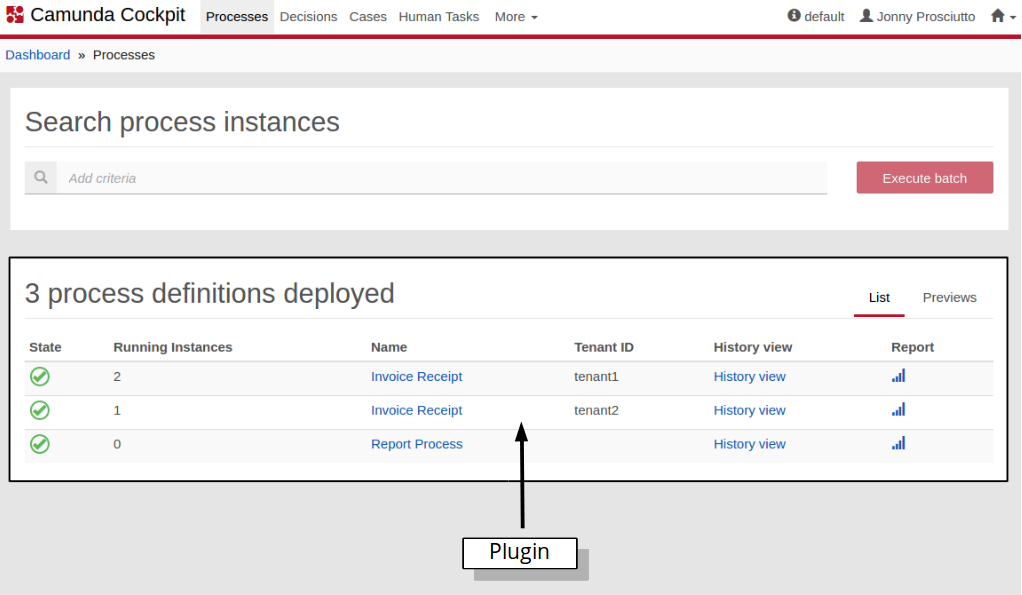 Camunda Cockpit Processes Decisions Cases Human Tasks More default Jonny Prosciutto
Dashboard » Processes
Search process instances
Add criteria Execute batch
3 process definitions deployed List Previews
State Running Instances Name Tenant ID History view Report
2 Invoice Receipt tenant1 History view
1 Invoice Receipt tenant2 History view
0 Report Process History view
Plugin